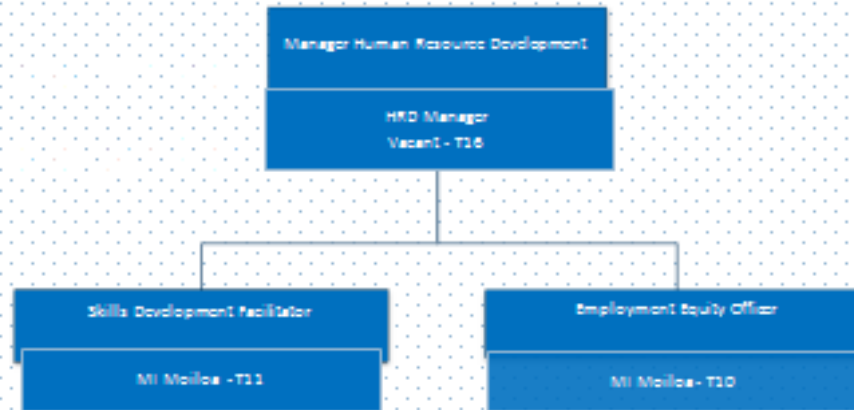 Manager Human Resource Development
HRD Manager
Vacant - T16
Skills Development Facilitator
Employment Equity Officer
MI Moiloa -T11
MI Moiloa- T10